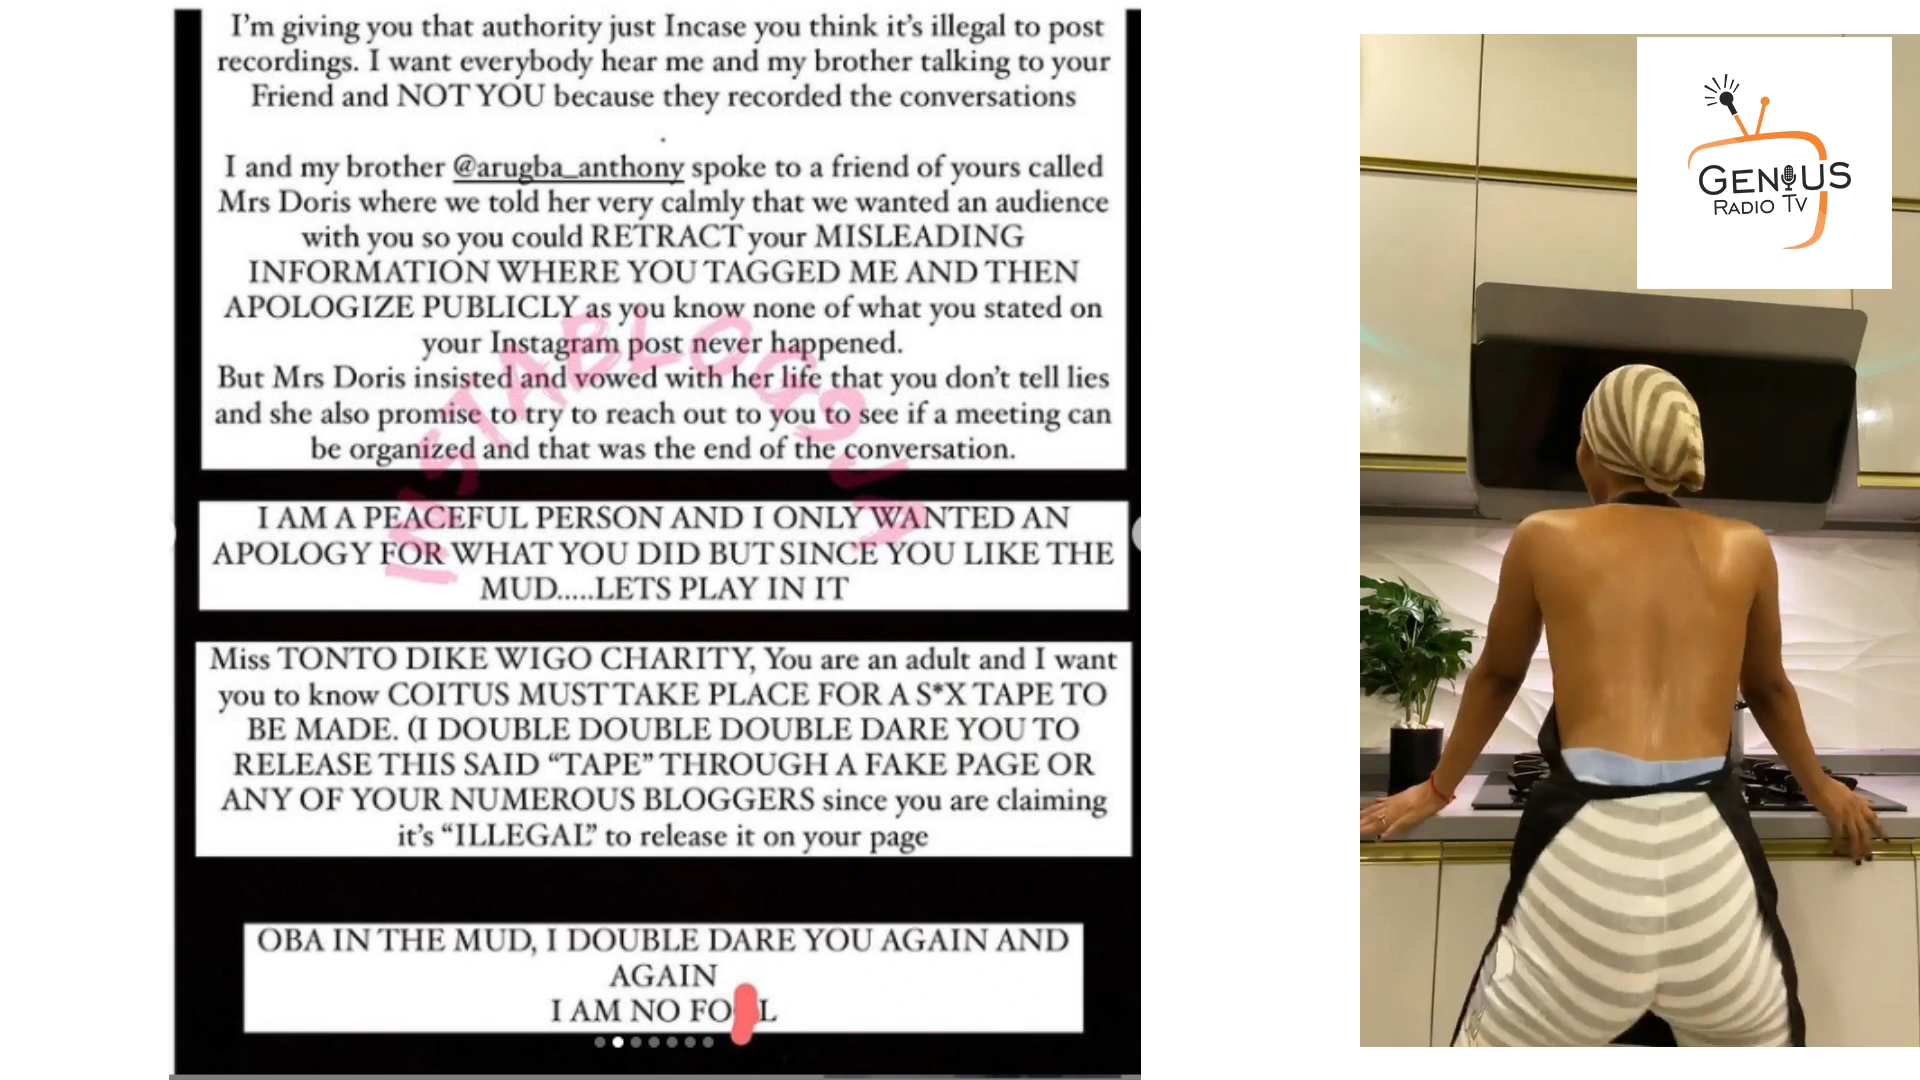 I'm giving you that authority just Incase you think it's illegal to post
recordings. I want everybody hear me and my brother talking to your
Friend and NOT YOU because they recorded the conversations
.
I and my brother @arugba_anthony spoke to a friend of yours called
Mrs Doris where we told her very calmly that we wanted an audience
with you so you could RETRACT your MISLEADING
INFORMATION WHERE YOU TAGGED ME AND THEN
APOLOGIZE PUBLICLY as you know none of what you stated on
your Instagram post never happened.
But Mrs Doris insisted and vowed with her life that you don't tell lies
and she also promise to try to reach out to you to see if a meeting can
be organized and that was the end of the conversation.
I AM A PEACEFUL PERSON AND I ONLY WANTED AN
APOLOGY FOR WHAT YOU DID BUT SINCE YOU LIKE THE
MUD.....LETS PLAY IN IT
Miss TONTO DIKE WIGO CHARITY, You are an adult and I want
you to know COITUS MUST TAKE PLACE FOR A S*X TAPE TO
BE MADE. (I DOUBLE DOUBLE DOUBLE DARE YOU TO
RELEASE THIS SAID “TAPE” THROUGH A FAKE PAGE OR
ANY OF YOUR NUMEROUS BLOGGERS since you are claiming
it's “ILLEGAL” to release it on your page
OBA IN THE MUD, I DOUBLE DARE YOU AGAIN AND
AGAIN
I AM NO FO L
INSTABLOG9JA
GENIUS
RADIO TV